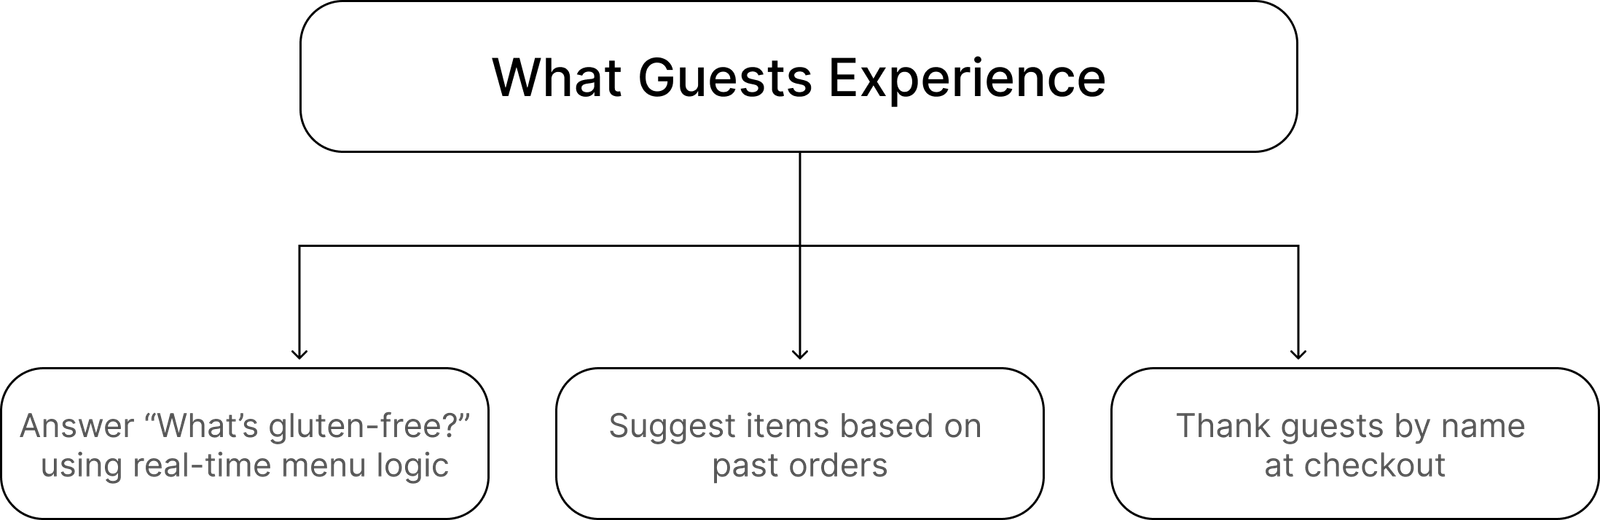 What Guests Experience
Answer “What’s gluten-free?”
using real-time menu logic
Suggest items based on
past orders
Thank guests by name
at checkout